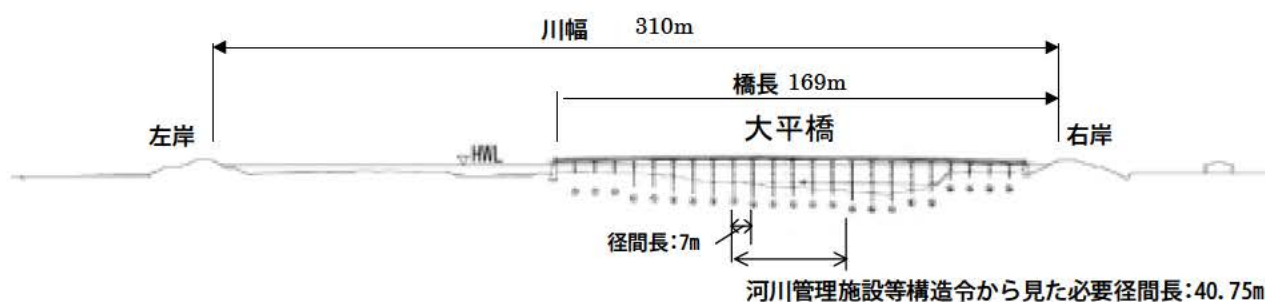 川幅 310m
橋長 169m
大平橋
左岸
右岸
HWL
径間長:7m
河川管理施設等構造令から見た必要径間長:40.75m